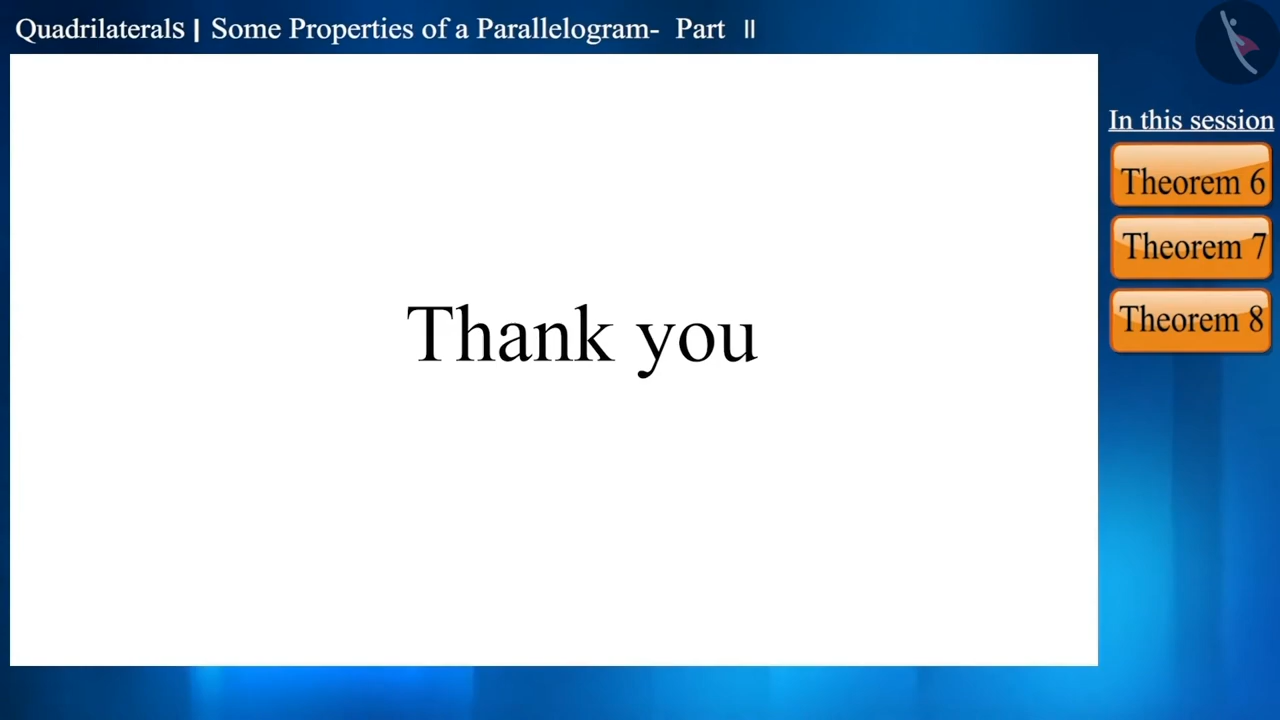 Quadrilaterals | Some Properties of a Parallelogram- Part II
In this session
Theorem 6
Theorem 7
Theorem 8
Thank you